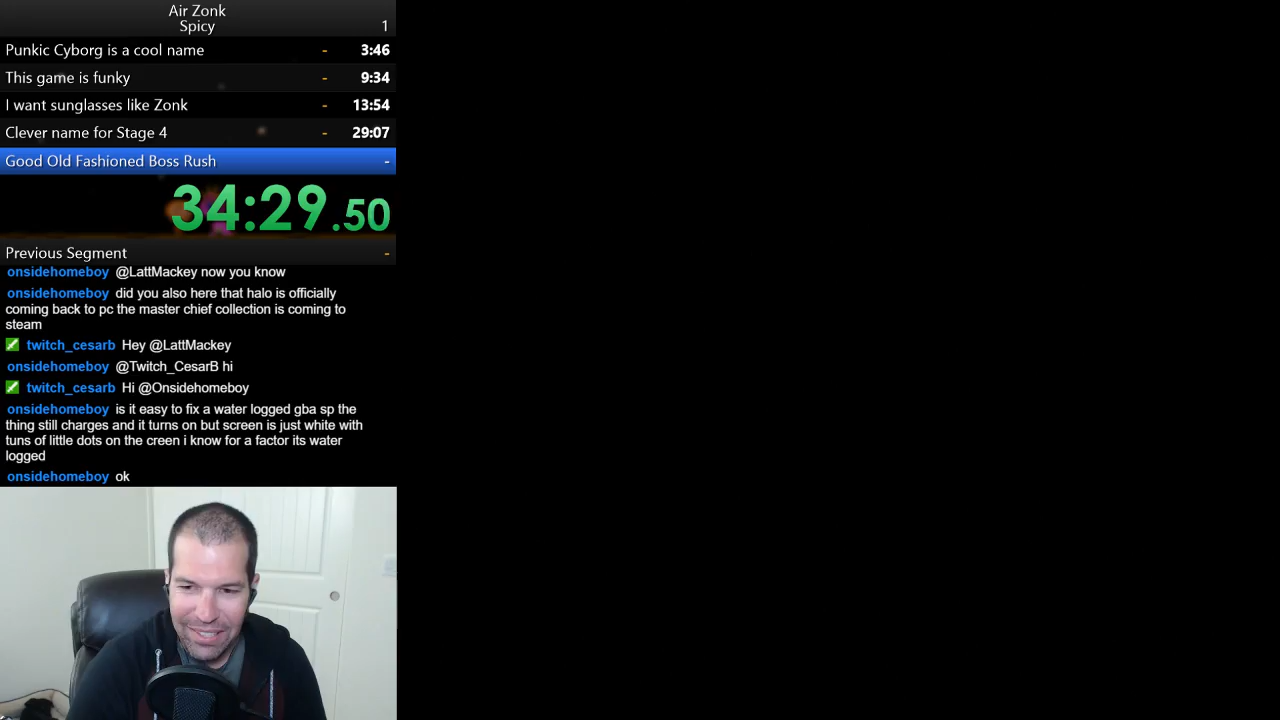 Air Zonk
Spicy 1
Punkic Cyborg is a cool name - 3:46
This game is funky - 9:34
I want sunglasses like Zonk - 13:54
Clever name for Stage 4 - 29:07
Good Old Fashioned Boss Rush -
34:29.50
Previous Segment -
onsidehomeboy @LattMackey now you know
onsidehomeboy did you also here that halo is officially
coming back to pc the master chief collection is coming to
steam
twitch_cesarb Hey @LattMackey
onsidehomeboy @Twitch_CesarB hi
twitch_cesarb Hi @Onsidehomeboy
onsidehomeboy is it easy to fix a water logged gba sp the
thing still charges and it turns on but screen is just white with
tuns of little dots on the creen i know for a factor its water
logged
onsidehomeboy ok